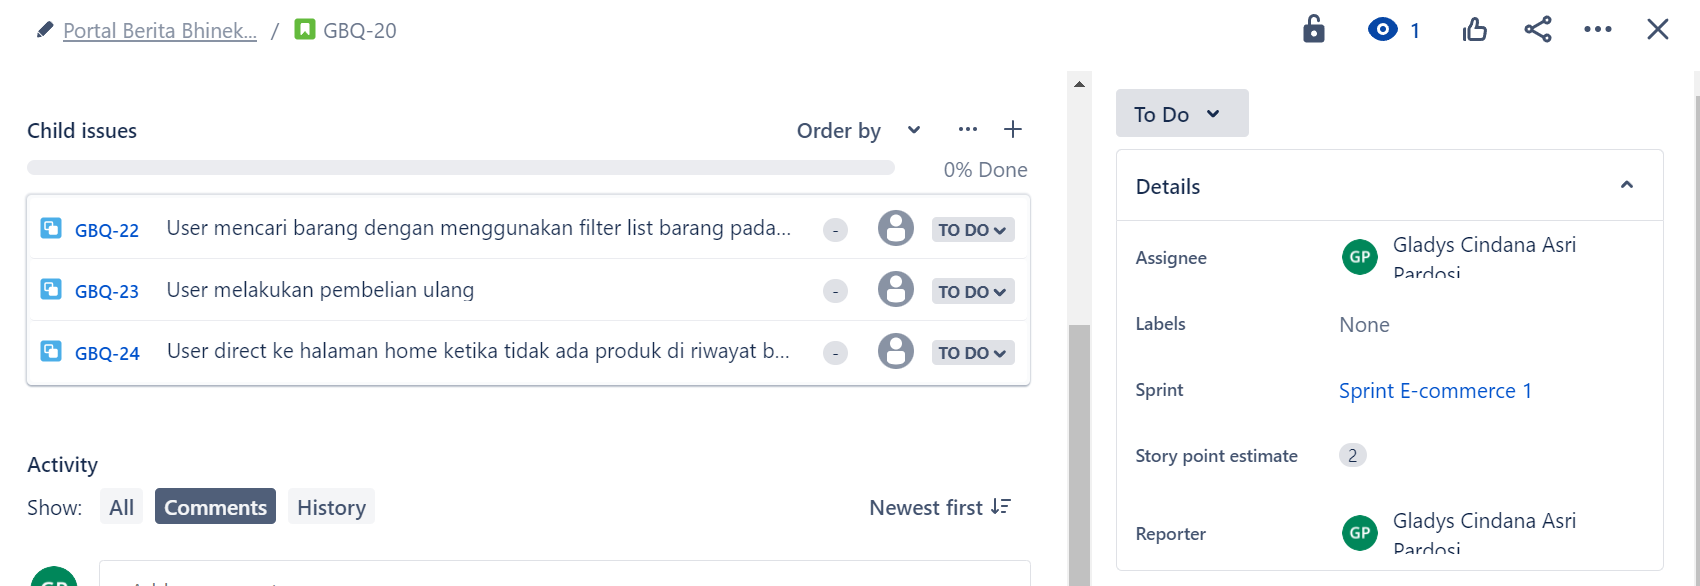 Portal Berita Bhinek... / GBQ-20
1
Child issues
Order by
0% Done
GBQ-22 User mencari barang dengan menggunakan filter list barang pada... - TO DO
GBQ-23 User melakukan pembelian ulang - TO DO
GBQ-24 User direct ke halaman home ketika tidak ada produk di riwayat b... - TO DO
Activity
Show: All Comments History
Newest first
GP
To Do
Details
Assignee
GP Gladys Cindana Asri
Pardosi
Labels None
Sprint Sprint E-commerce 1
Story point estimate 2
Reporter
GP Gladys Cindana Asri
Pardosi